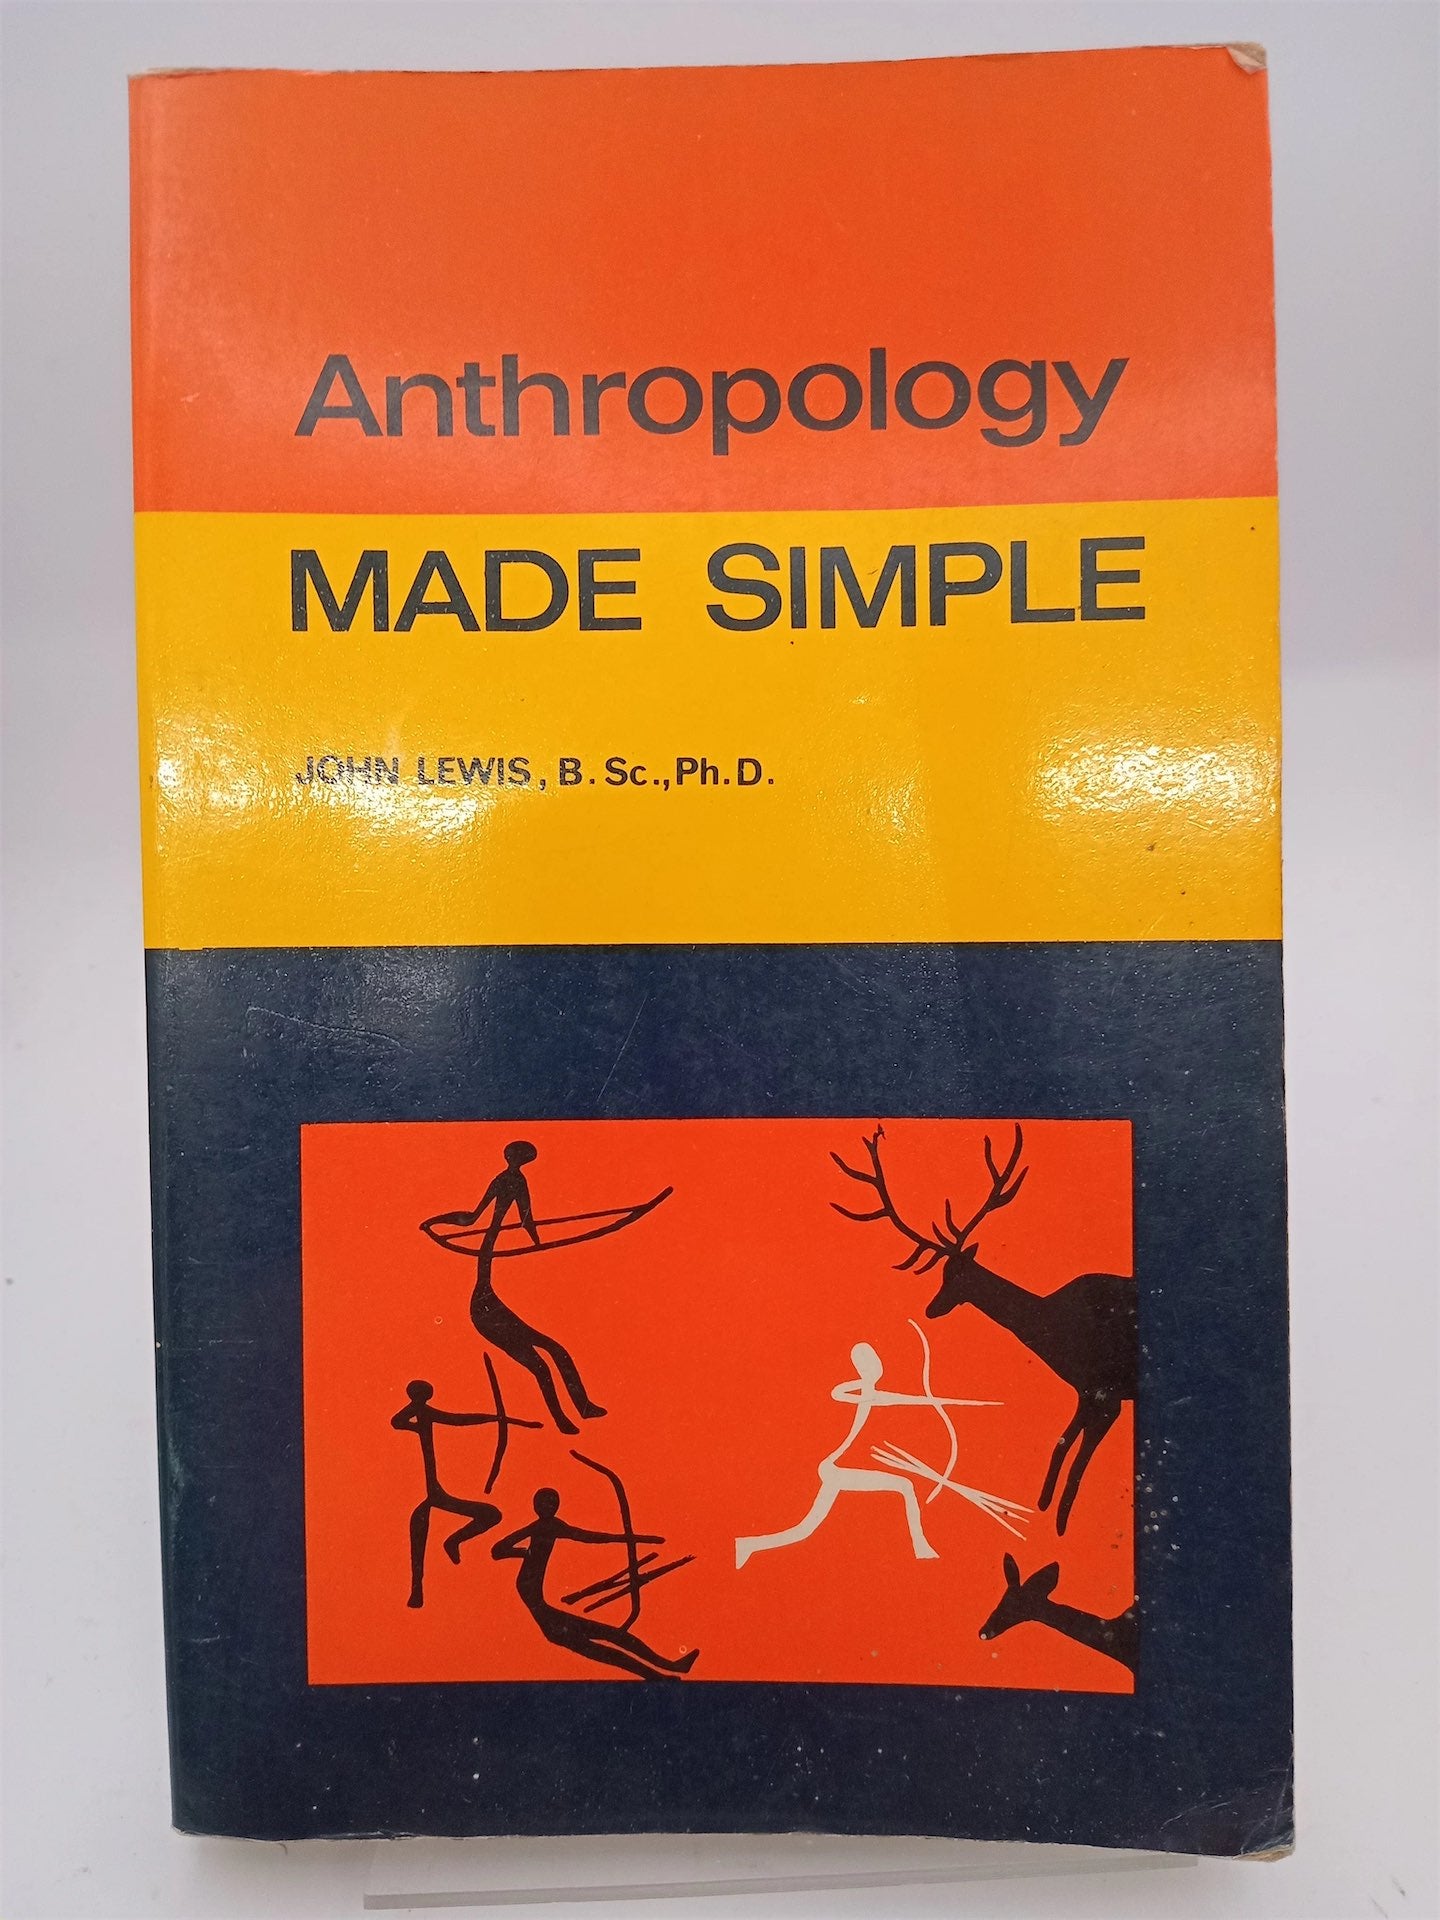 Anthropology
MADE SIMPLE
JOHN LEWIS, B. Sc., Ph.D.